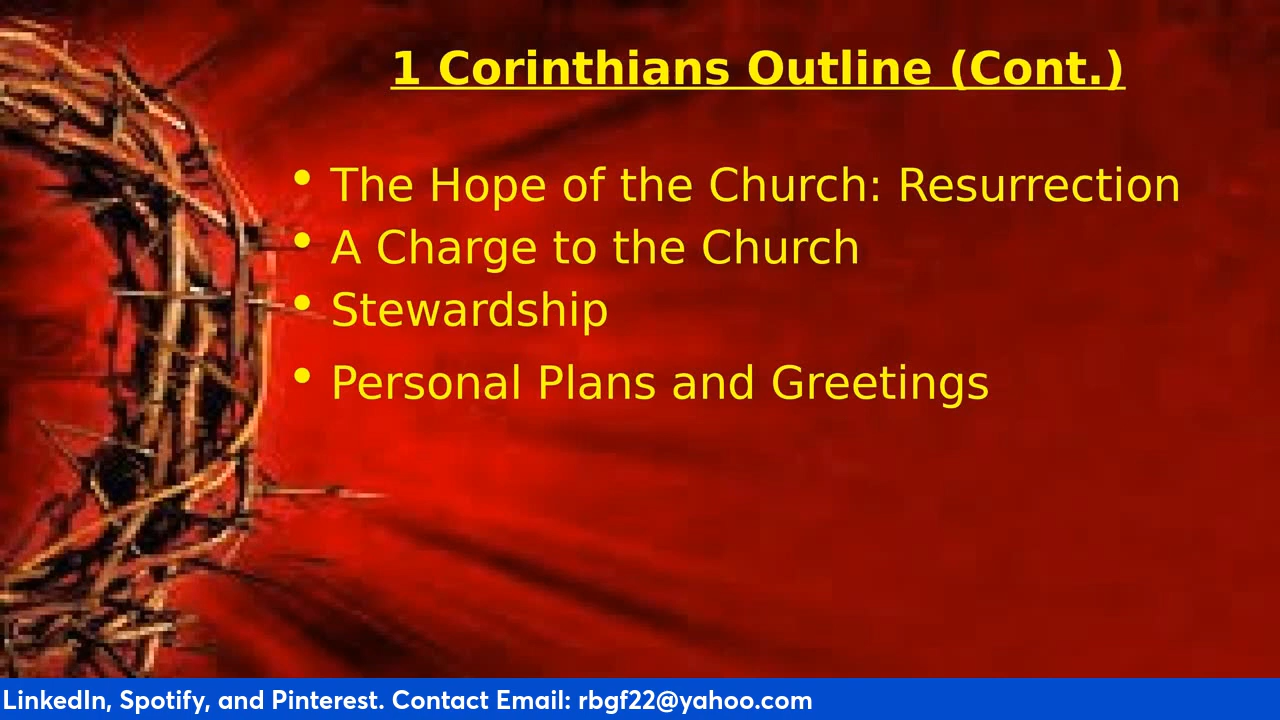 1 Corinthians Outline (Cont.)
• The Hope of the Church: Resurrection
• A Charge to the Church
• Stewardship
• Personal Plans and Greetings
LinkedIn, Spotify, and Pinterest. Contact Email: rbgf22@yahoo.com